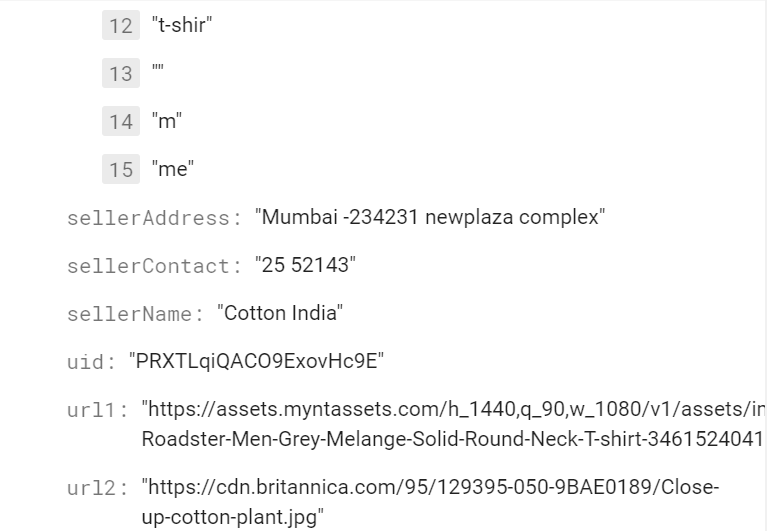 12 "t-shir"
13 ""
14 "m"
15 "me"
sellerAddress: "Mumbai -234231 newplaza complex"
sellerContact: "25 52143"
sellerName: "Cotton India"
uid: "PRXTLqiQACO9ExovHc9E"
url1: "https://assets.myntassets.com/h_1440,q_90,w_1080/v1/assets/in
Roadster-Men-Grey-Melange-Solid-Round-Neck-T-shirt-3461524041
url2: "https://cdn.britannica.com/95/129395-050-9BAE0189/Close-
up-cotton-plant.jpg"